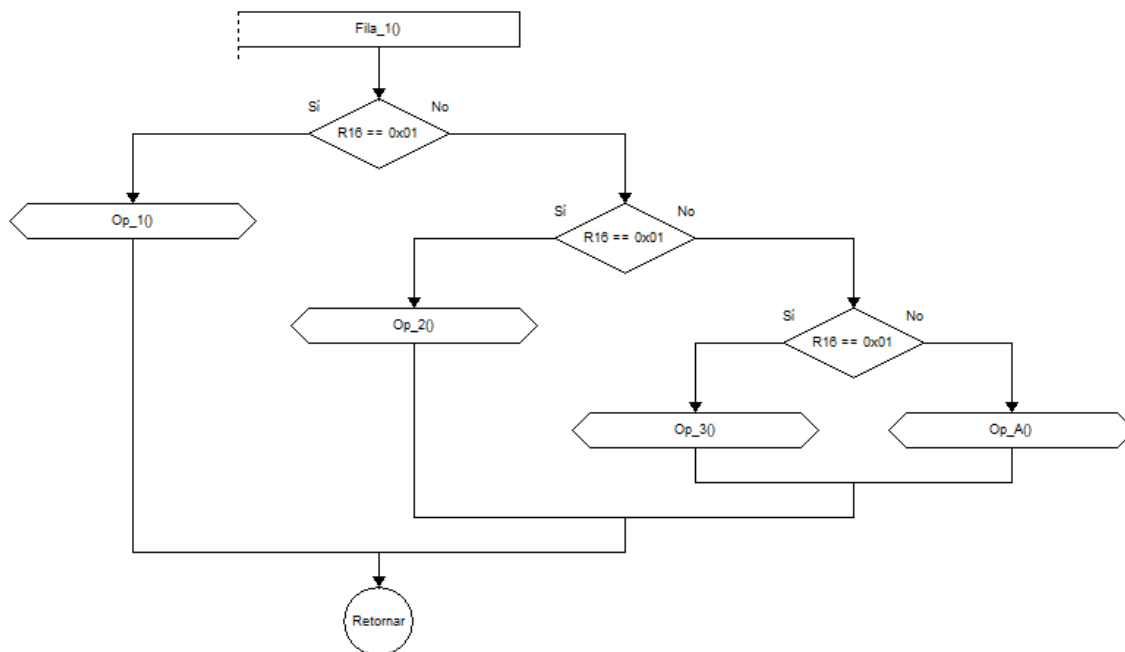 Fila_1()
Sí
No
R16 == 0x01
Op_1()
Sí
No
R16 == 0x01
Op_2()
Sí
No
R16 == 0x01
Op_3()
Op_A()
Retornar